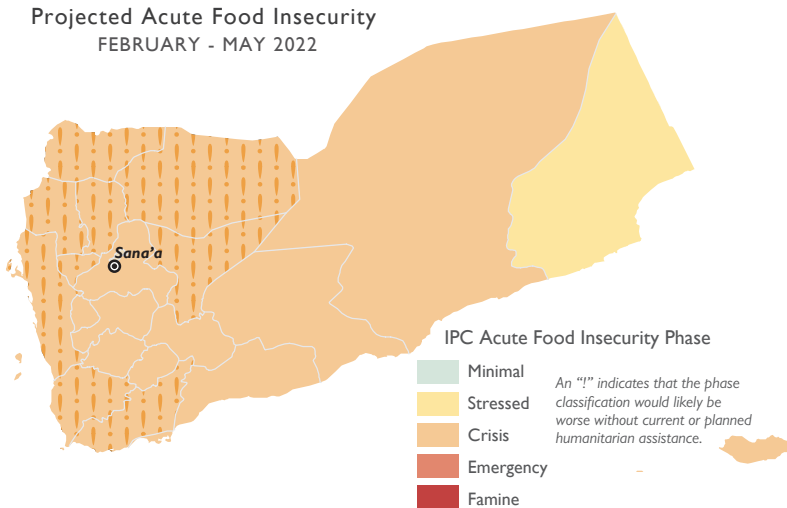 Projected Acute Food Insecurity
FEBRUARY - MAY 2022
Sana’a
IPC Acute Food Insecurity Phase
Minimal
Stressed
Crisis
Emergency
Famine
An “!” indicates that the phase
classification would likely be
worse without current or planned
humanitarian assistance.